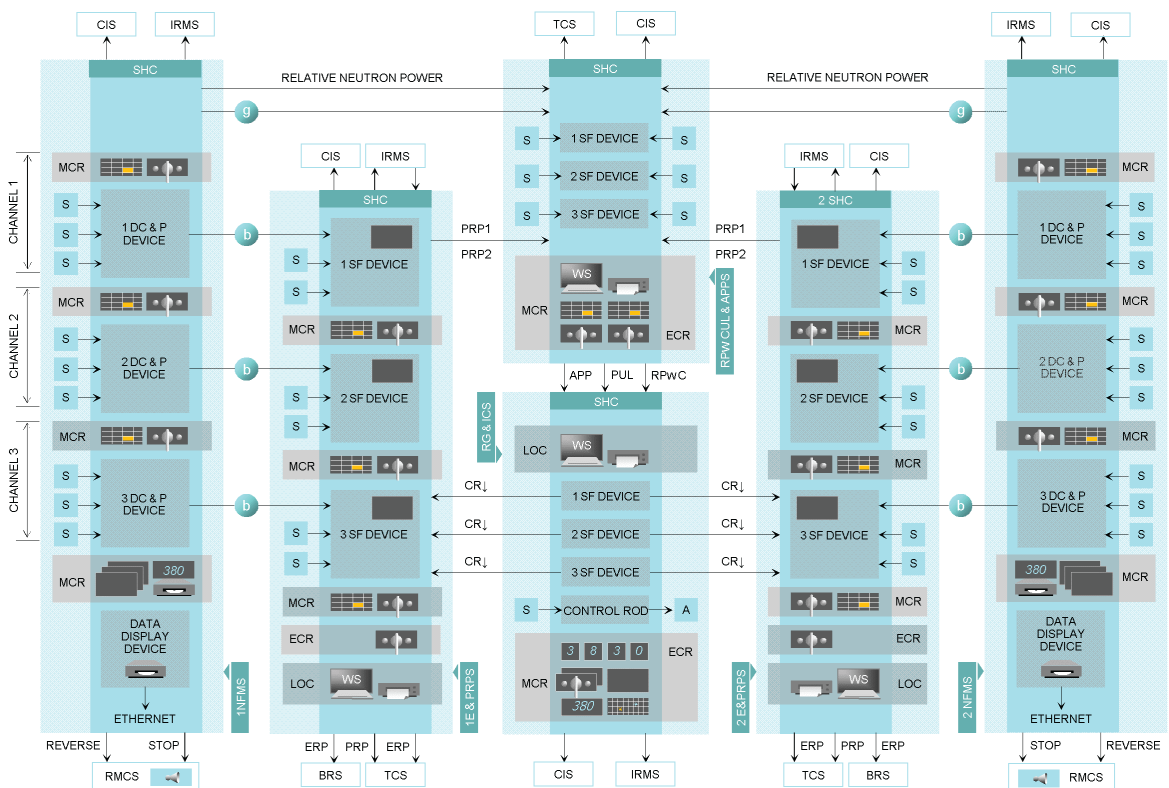 CIS
IRMS
TCS
CIS
IRMS
CIS
SHC
SHC
SHC
RELATIVE NEUTRON POWER
RELATIVE NEUTRON POWER
g
g
S
1 SF DEVICE
S
S
2 SF DEVICE
S
S
3 SF DEVICE
S
CHANNEL 1
MCR
S
S
S
1 DC & P
DEVICE
b
CHANNEL 2
MCR
S
S
S
2 DC & P
DEVICE
b
CHANNEL 3
MCR
S
S
S
3 DC & P
DEVICE
b
MCR
380
DATA
DISPLAY
DEVICE
ETHERNET
1NFMS
REVERSE
STOP
RMCS
CIS
IRMS
SHC
1 SF DEVICE
S
S
MCR
2 SF DEVICE
S
S
MCR
3 SF DEVICE
S
S
MCR
ECR
LOC
WS
1E & PRPS
ERP
PRP
ERP
BRS
TCS
PRP1
PRP2
PRP1
PRP2
WS
MCR
ECR
RPW CUL & APPS
APP
PUL
RPwC
SHC
RG & ICS
LOC
WS
CR↓
1 SF DEVICE
CR↓
CR↓
2 SF DEVICE
CR↓
CR↓
3 SF DEVICE
CR↓
S
CONTROL ROD
A
3 8 3 0
ECR
MCR
380
CIS
IRMS
IRMS
CIS
2 SHC
1 SF DEVICE
S
S
MCR
2 SF DEVICE
S
S
MCR
3 SF DEVICE
S
S
MCR
ECR
LOC
WS
2 E&PRPS
ERP
PRP
ERP
TCS
BRS
MCR
1 DC & P
DEVICE
S
S
S
b
MCR
2 DC & P
DEVICE
S
S
S
b
MCR
3 DC & P
DEVICE
S
S
S
b
380
MCR
DATA
DISPLAY
DEVICE
ETHERNET
2 NFMS
STOP
REVERSE
RMCS